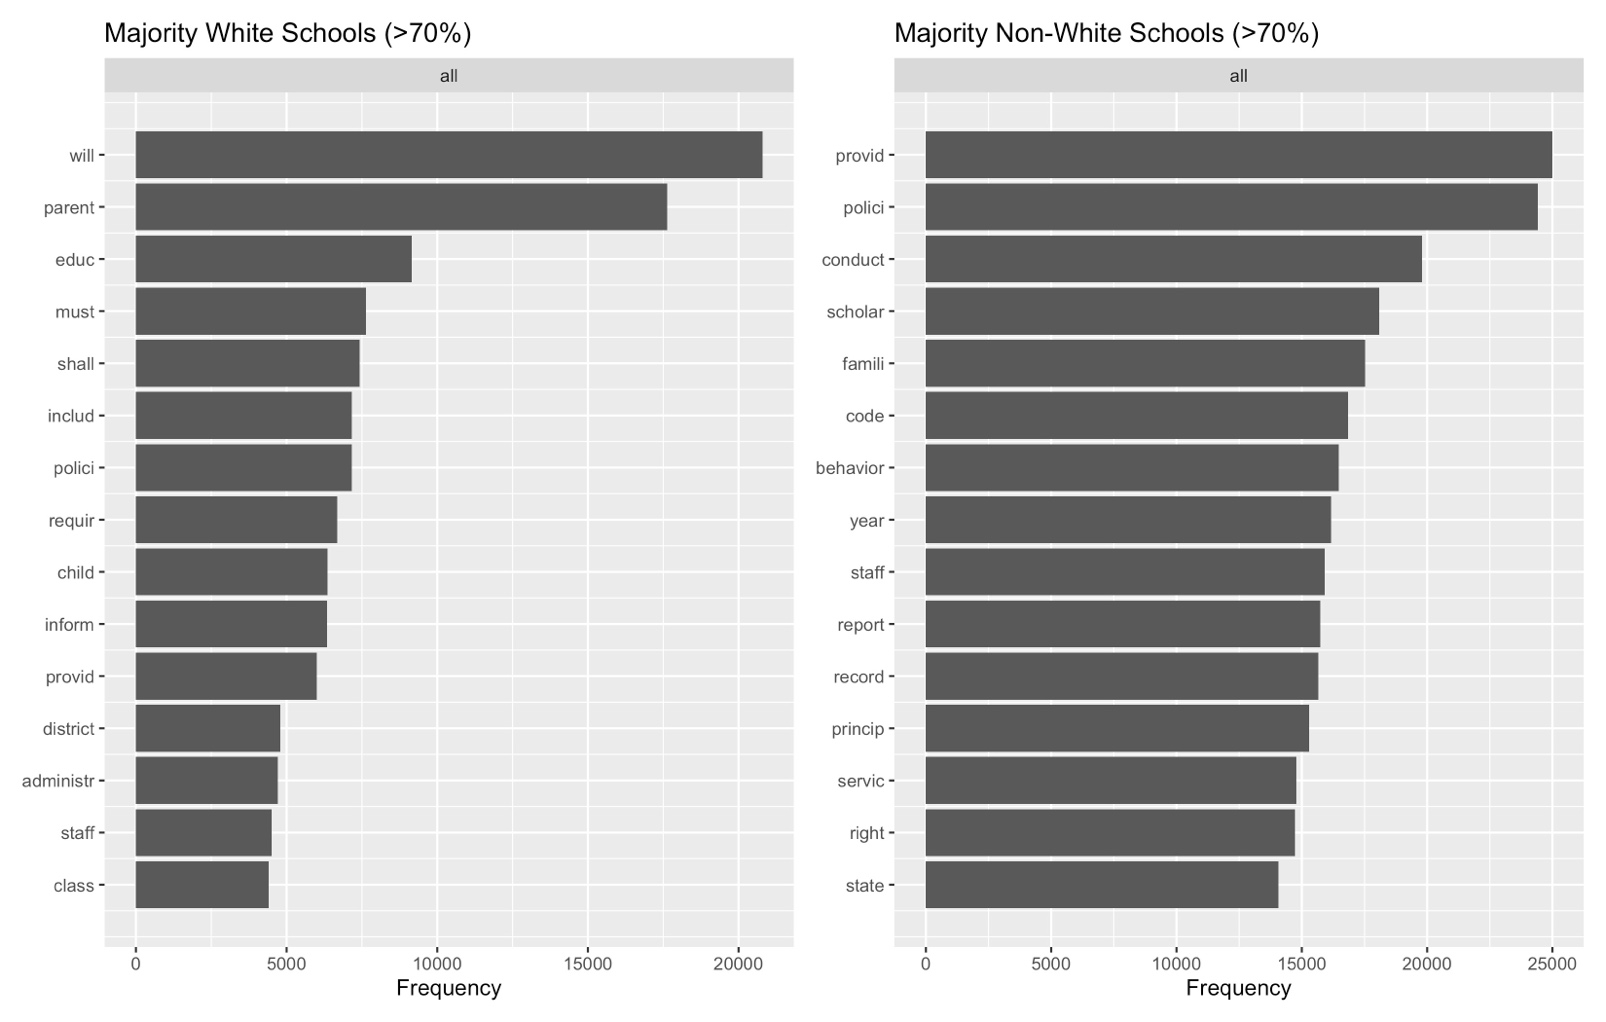 Majority White Schools (>70%)
all
will
parent
educ
must
shall
includ
polici
requir
child
inform
provid
district
administr
staff
class
0 5000 10000 15000 20000
Frequency
Majority Non-White Schools (>70%)
all
provid
polici
conduct
scholar
famili
code
behavior
year
staff
report
record
princip
servic
right
state
0 5000 10000 15000 20000 25000
Frequency